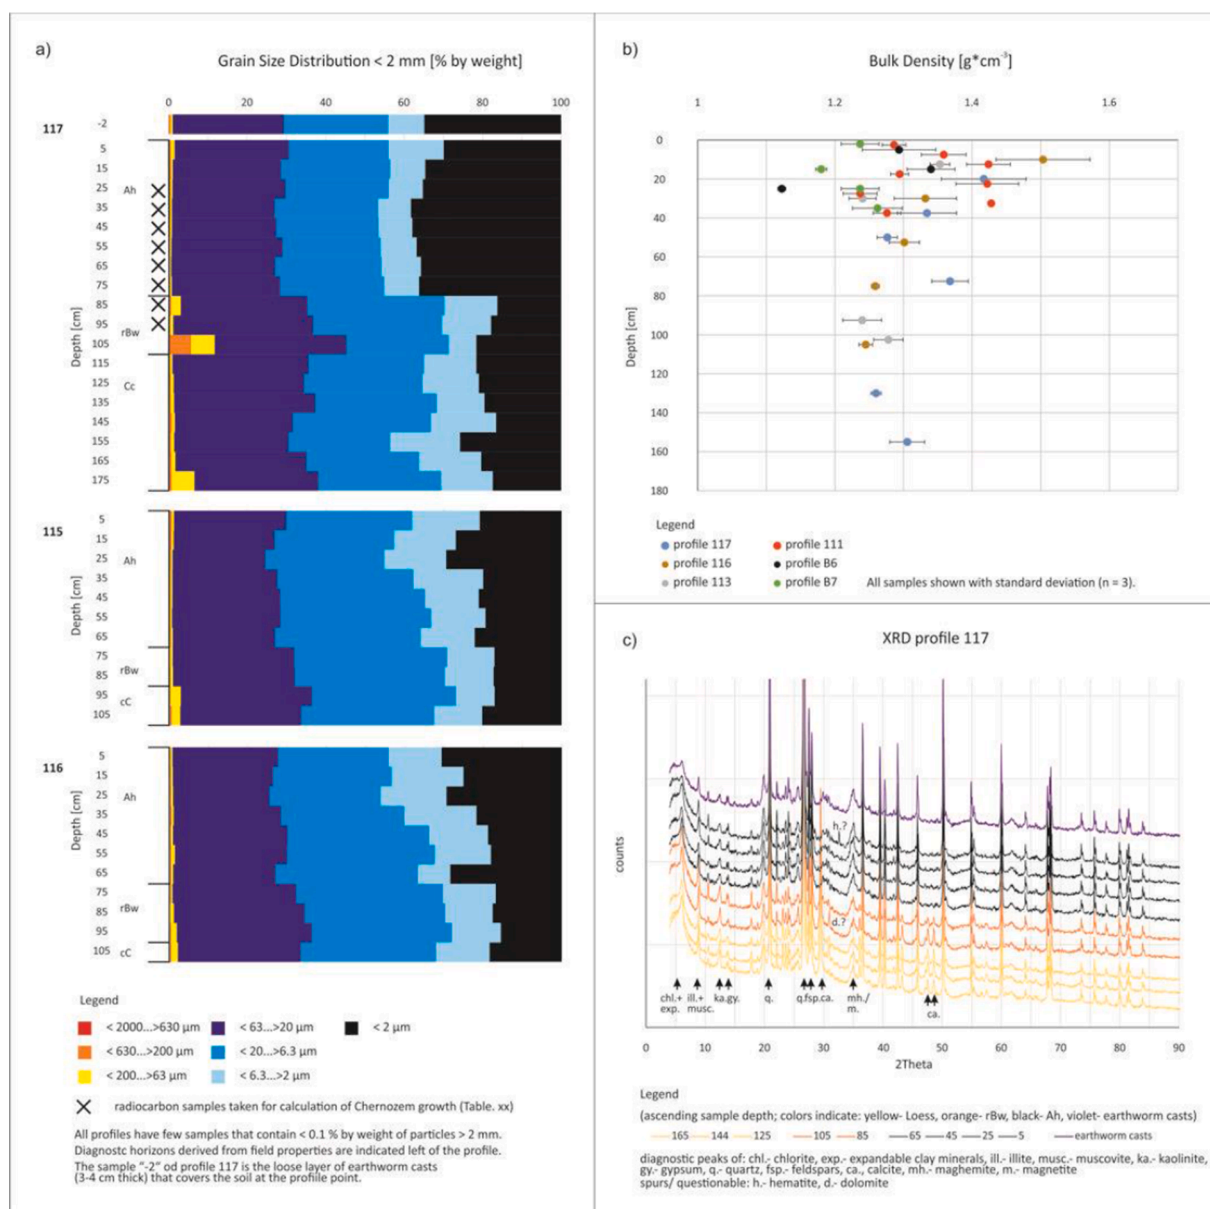 a)
Grain Size Distribution < 2 mm [% by weight]
0 20 40 60 80 100
117
-2
5
15
25
35
45
55
65
75
85
95
105
115
125
135
145
155
165
175
Ah
rBw
Cc
Depth [cm]
115
5
15
25
35
45
55
65
75
85
95
105
Ah
rBw
cC
Depth [cm]
116
5
15
25
35
45
55
65
75
85
95
105
Ah
rBw
cC
Depth [cm]
Legend
< 2000...>630 µm
< 63...>20 µm
< 2 µm
< 630...>200 µm
< 20...>6.3 µm
< 200...>63 µm
< 6.3...>2 µm
radiocarbon samples taken for calculation of Chernozem growth (Table. xx)
All profiles have few samples that contain < 0.1 % by weight of particles > 2 mm.
Diagnostc horizons derived from field properties are indicated left of the profile.
The sample "-2" od profile 117 is the loose layer of earthworm casts
(3-4 cm thick) that covers the soil at the profiile point.
b)
Bulk Density [g*cm⁻³]
1 1.2 1.4 1.6
0
20
40
60
80
100
120
140
160
180
Depth [cm]
Legend
profile 117
profile 111
profile 116
profile B6
profile 113
profile B7
All samples shown with standard deviation (n = 3).
c)
XRD profile 117
counts
h.?
d.?
chl.+
exp.
ill.+
musc.
ka.gy.
q.
q.fsp.ca.
mh./
m.
ca.
0 10 20 30 40 50 60 70 80 90
2Theta
Legend
(ascending sample depth; colors indicate: yellow- Loess, orange- rBw, black- Ah, violet- earthworm casts)
165 144 125 105 85 65 45 25 5 earthworm casts
diagnostic peaks of: chl.- chlorite, exp.- expandable clay minerals, ill.- illite, musc.- muscovite, ka.- kaolinite,
gy.- gypsum, q.- quartz, fsp.- feldspars, ca., calcite, mh.- maghemite, m.- magnetite
spurs/ questionable: h.- hematite, d.- dolomite